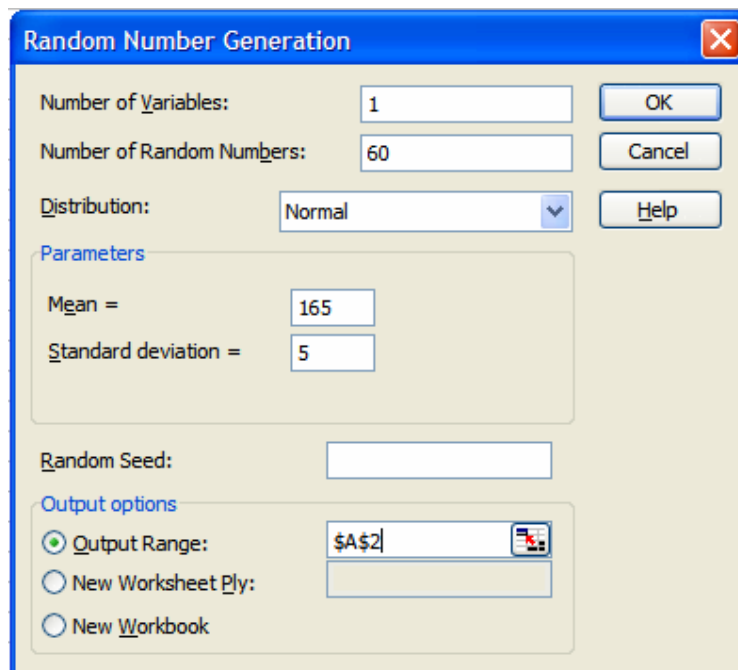 Random Number Generation
Number of Variables: 1 OK
Number of Random Numbers: 60 Cancel
Distribution: Normal Help
Parameters
Mean = 165
Standard deviation = 5
Random Seed:
Output options
Output Range: $A$2
New Worksheet Ply:
New Workbook